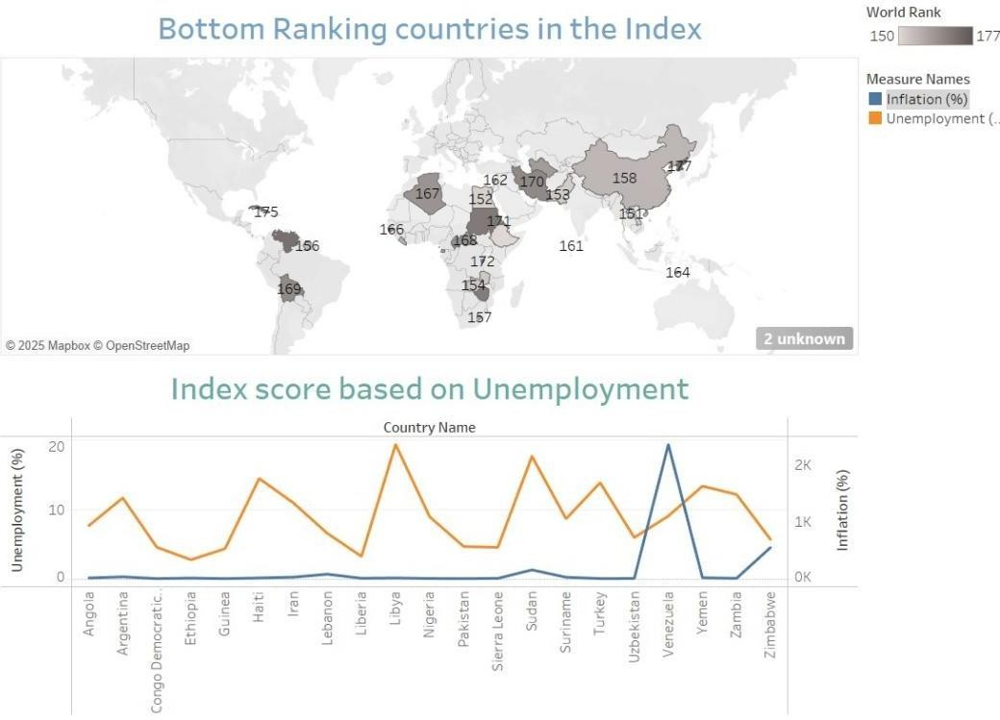 Bottom Ranking countries in the Index
World Rank
150
177
Measure Names
Inflation (%)
Unemployment (..
175
156
169
167
166
162
152
171
168
172
154
157
170
153
158
177
151
161
164
© 2025 Mapbox © OpenStreetMap
2 unknown
Index score based on Unemployment
Country Name
Unemployment (%)
20
10
0
2K
1K
0K
Inflation (%)
Angola
Argentina
Congo Democratic..
Ethiopia
Guinea
Haiti
Iran
Lebanon
Liberia
Libya
Nigeria
Pakistan
Sierra Leone
Sudan
Suriname
Turkey
Uzbekistan
Venezuela
Yemen
Zambia
Zimbabwe